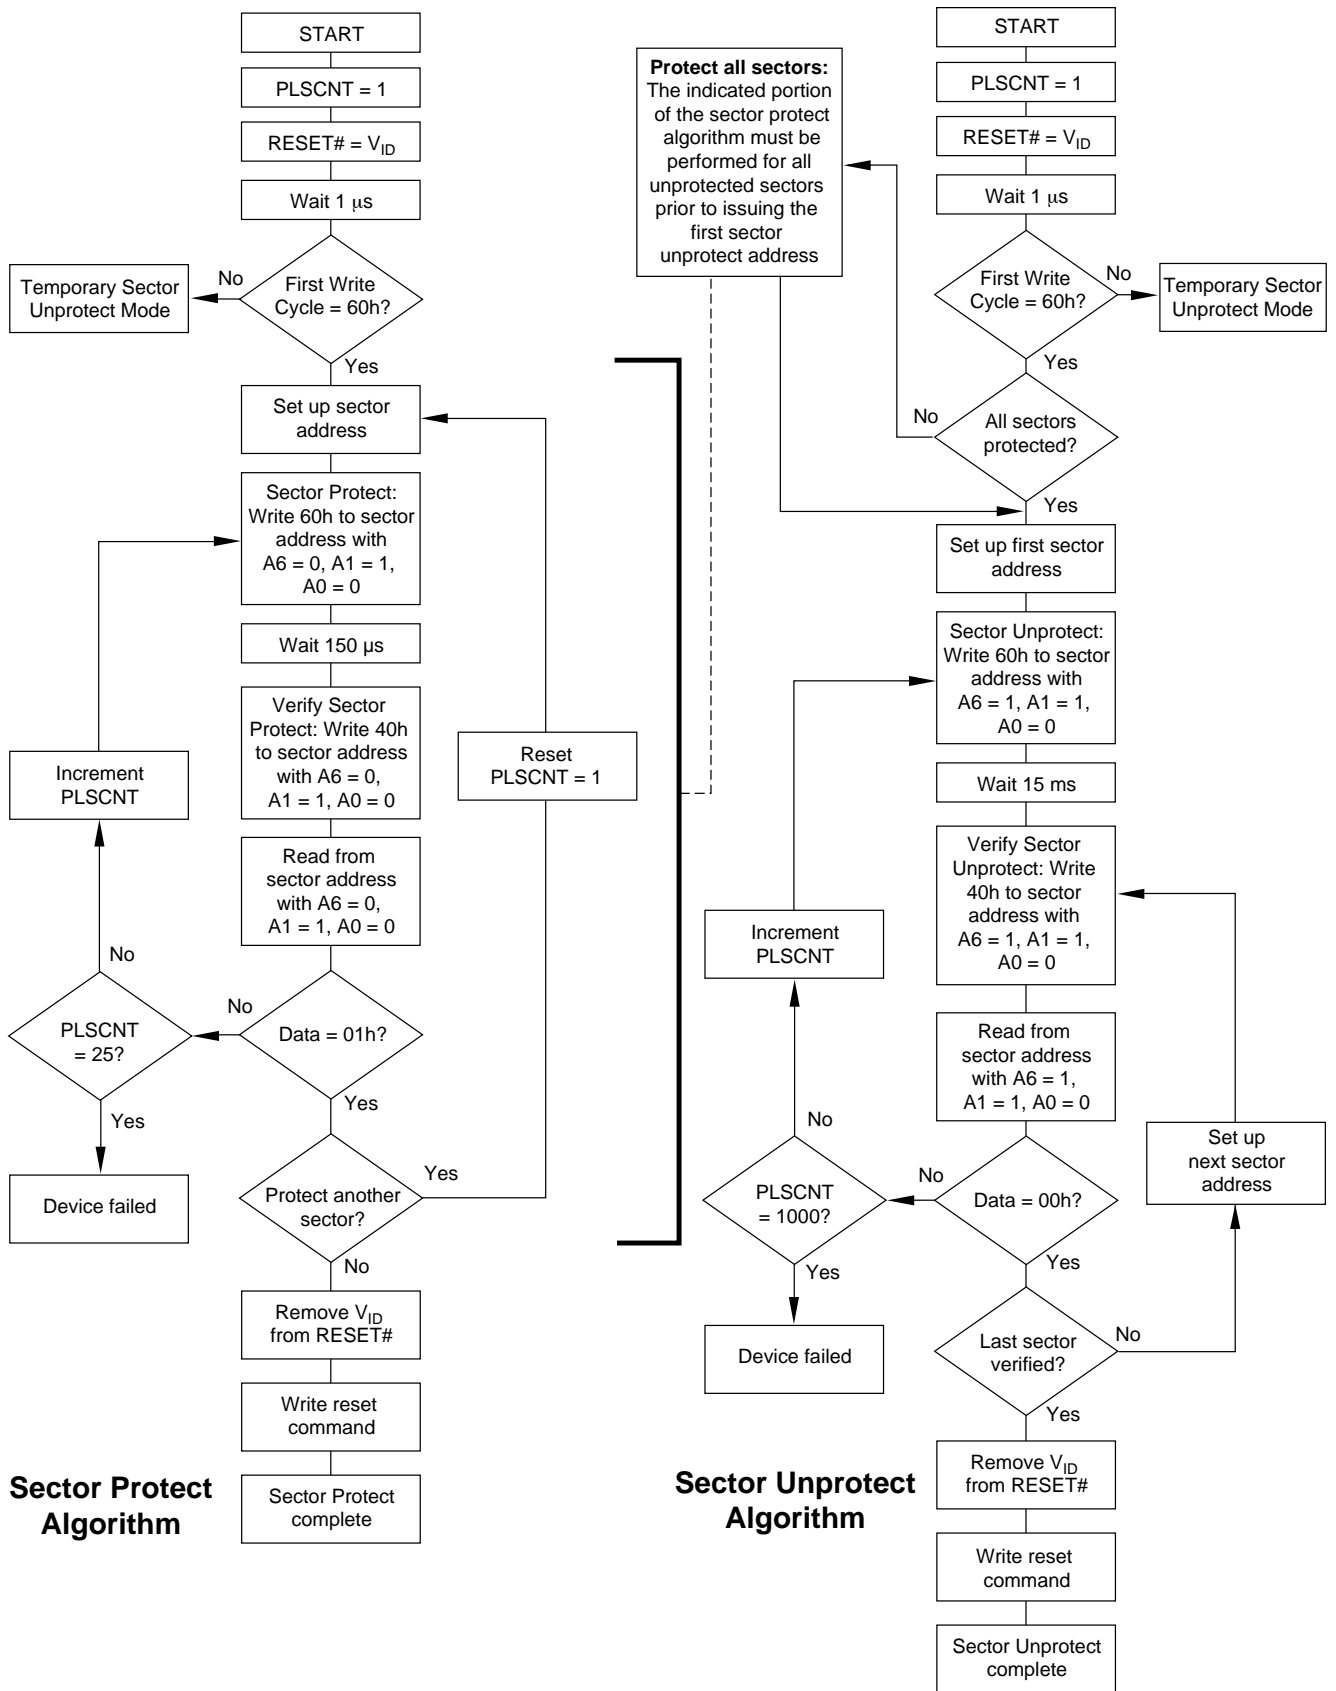 START
PLSCNT = 1
RESET# = VID
Wait 1 μs
First Write
Cycle = 60h?
No
Temporary Sector
Unprotect Mode
Yes
Set up sector
address
Sector Protect:
Write 60h to sector
address with
A6 = 0, A1 = 1,
A0 = 0
Wait 150 µs
Verify Sector
Protect: Write 40h
to sector address
with A6 = 0,
A1 = 1, A0 = 0
Reset
PLSCNT = 1
Increment
PLSCNT
Read from
sector address
with A6 = 0,
A1 = 1, A0 = 0
No
No
PLSCNT
= 25?
Data = 01h?
Yes
Yes
Device failed
Protect another
sector?
Yes
No
Remove VID
from RESET#
Write reset
command
Sector Protect
complete
Sector Protect
Algorithm
Protect all sectors:
The indicated portion
of the sector protect
algorithm must be
performed for all
unprotected sectors
prior to issuing the
first sector
unprotect address
START
PLSCNT = 1
RESET# = VID
Wait 1 μs
First Write
Cycle = 60h?
No
Temporary Sector
Unprotect Mode
Yes
No
All sectors
protected?
Yes
Set up first sector
address
Sector Unprotect:
Write 60h to sector
address with
A6 = 1, A1 = 1,
A0 = 0
Wait 15 ms
Verify Sector
Unprotect: Write
40h to sector
address with
A6 = 1, A1 = 1,
A0 = 0
Increment
PLSCNT
Read from
sector address
with A6 = 1,
A1 = 1, A0 = 0
No
No
PLSCNT
= 1000?
Data = 00h?
Set up
next sector
address
Yes
Yes
Device failed
Last sector
verified?
No
Yes
Remove VID
from RESET#
Write reset
command
Sector Unprotect
complete
Sector Unprotect
Algorithm